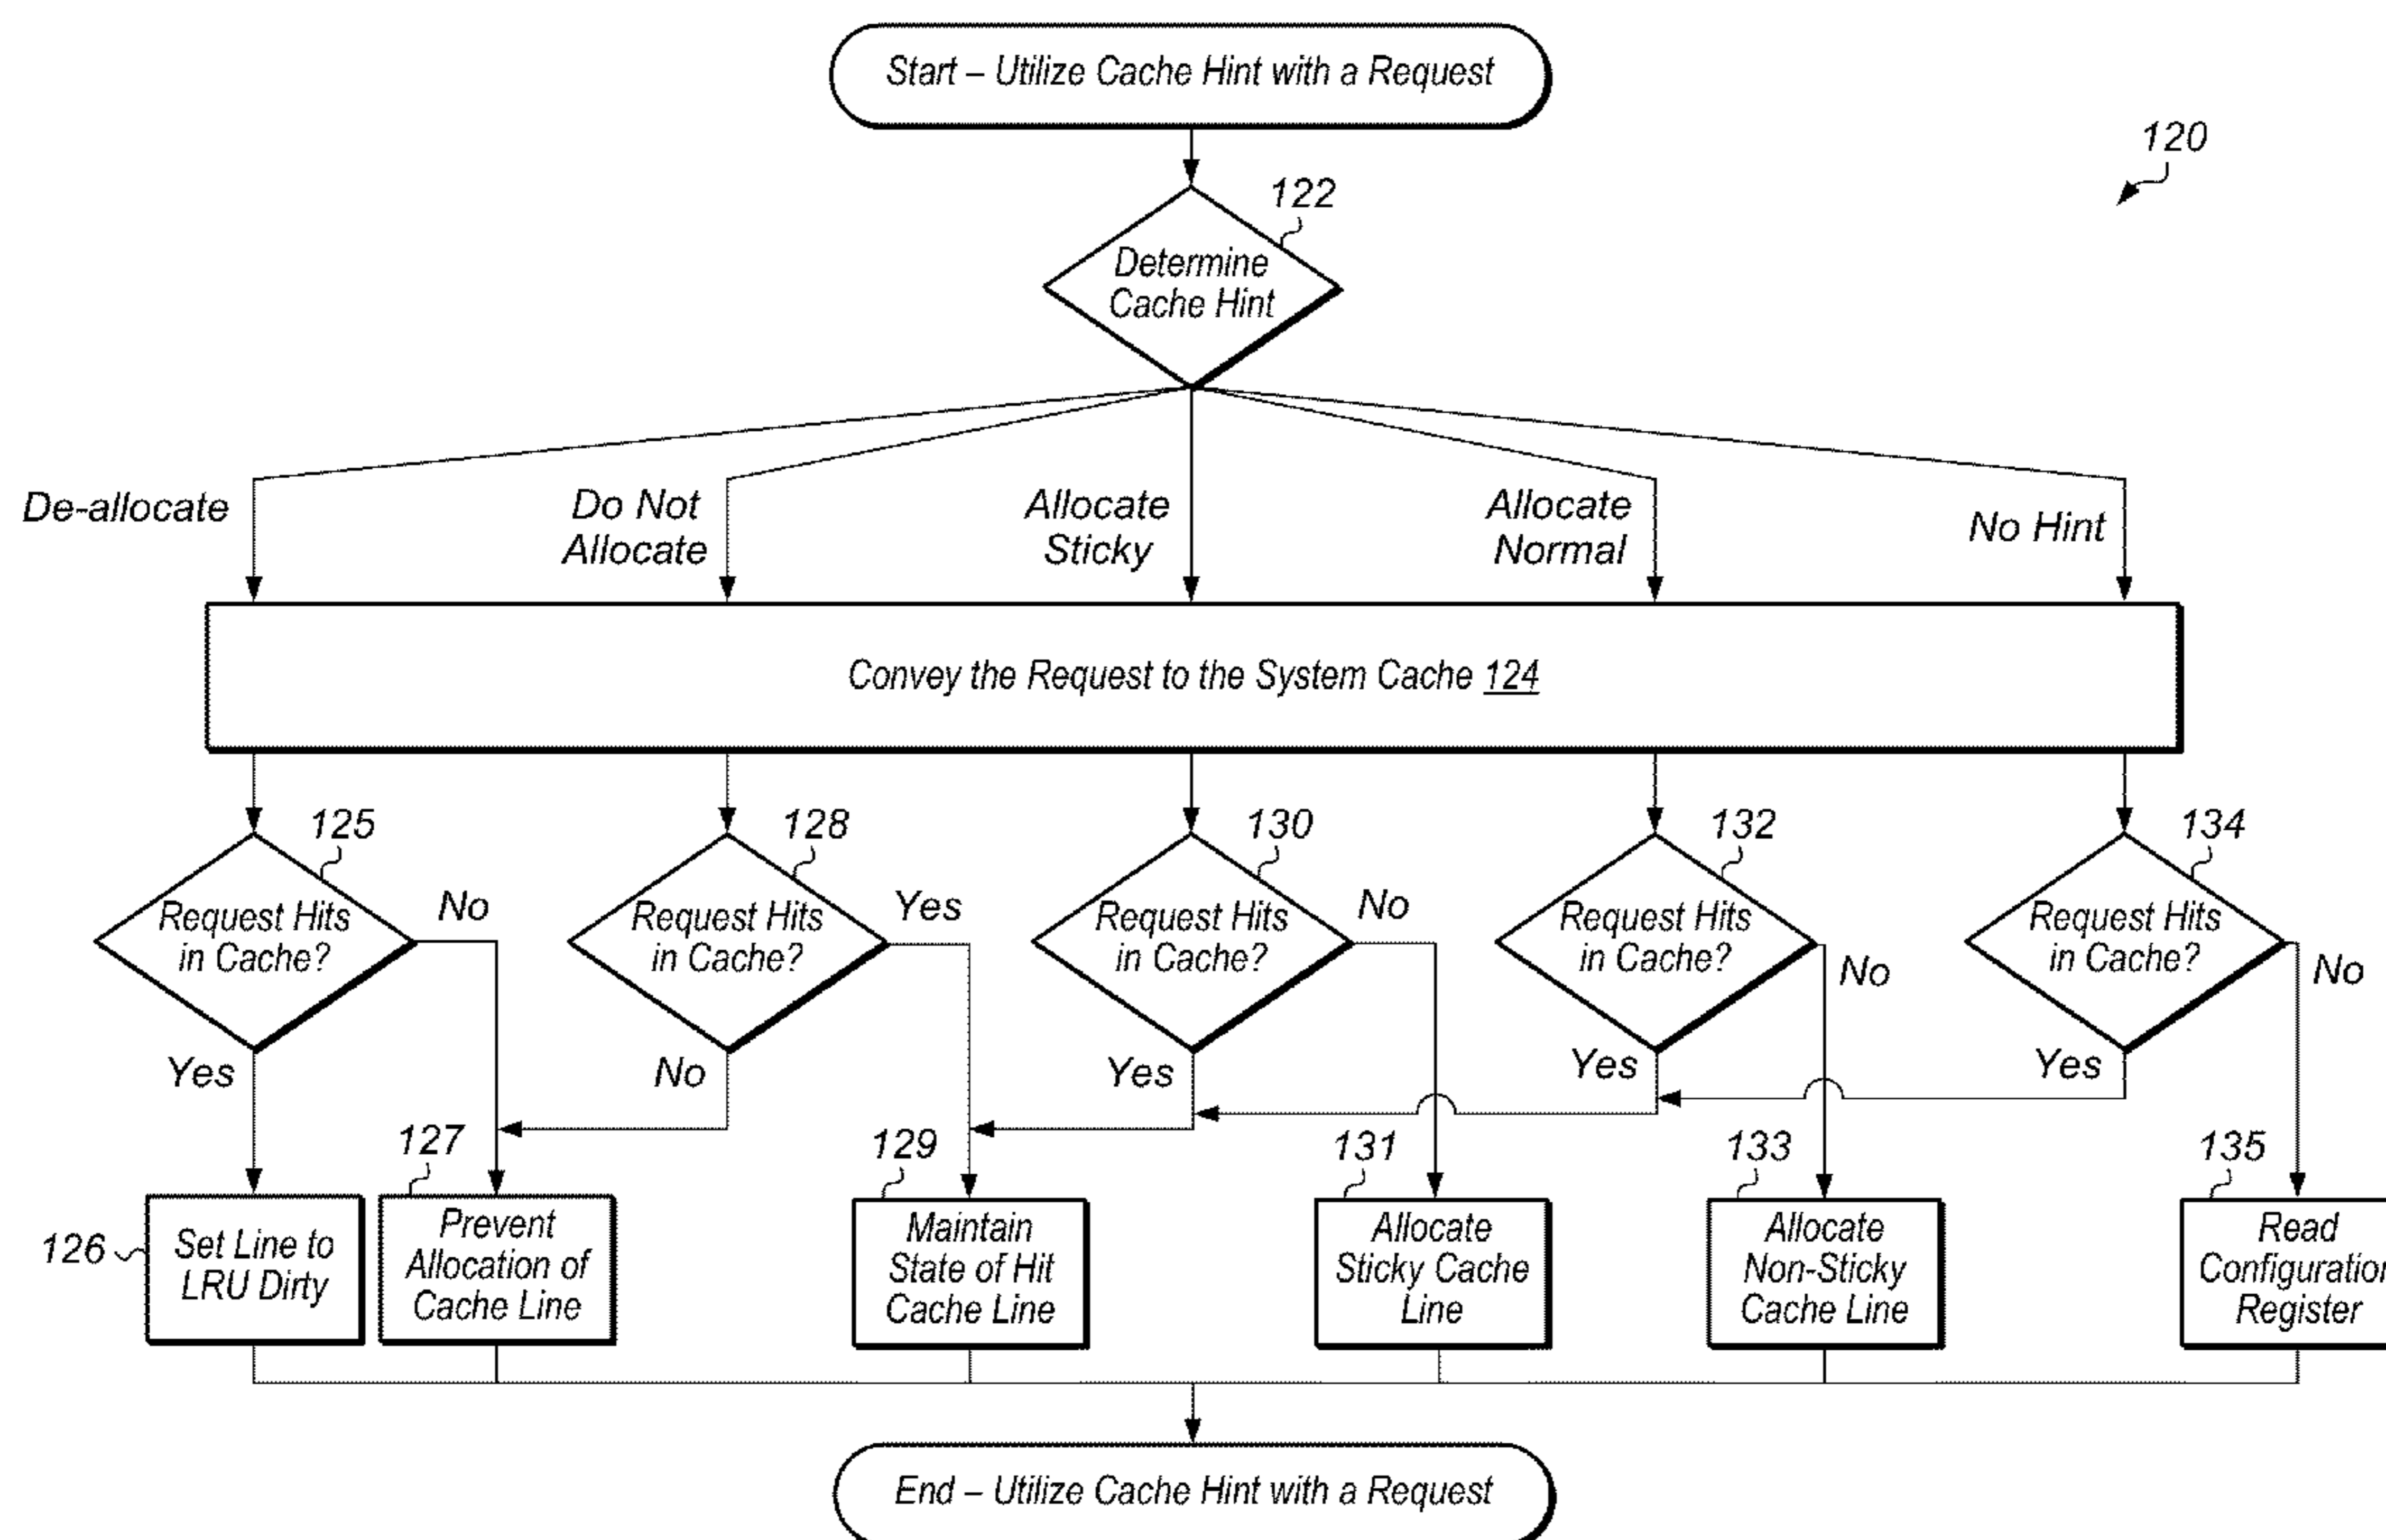 Start – Utilize Cache Hint with a Request
120
122
Determine
Cache Hint
De-allocate
Do Not
Allocate
Allocate
Sticky
Allocate
Normal
No Hint
Convey the Request to the System Cache 124
125
Request Hits
in Cache?
No
Yes
128
Request Hits
in Cache?
Yes
No
130
Request Hits
in Cache?
No
Yes
132
Request Hits
in Cache?
No
Yes
134
Request Hits
in Cache?
No
Yes
126
Set Line to
LRU Dirty
127
Prevent
Allocation of
Cache Line
129
Maintain
State of Hit
Cache Line
131
Allocate
Sticky Cache
Line
133
Allocate
Non-Sticky
Cache Line
135
Read
Configuration
Register
End – Utilize Cache Hint with a Request